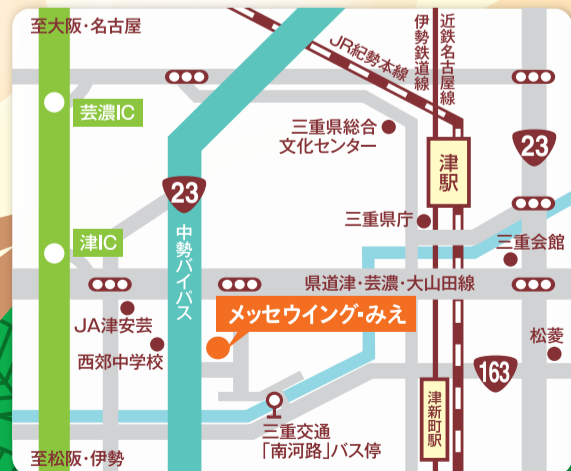 至大阪・名古屋
JR紀勢本線
伊勢鉄道線
近鉄名古屋線
芸濃IC
三重県総合
文化センター
津駅
23
23
三重県庁
津IC
中勢バイパス
三重会館
県道津・芸濃・大山田線
メッセウイング・みえ
JA津安芸
西郊中学校
松菱
163
津新町駅
三重交通
「南河路」バス停
至松阪・伊勢